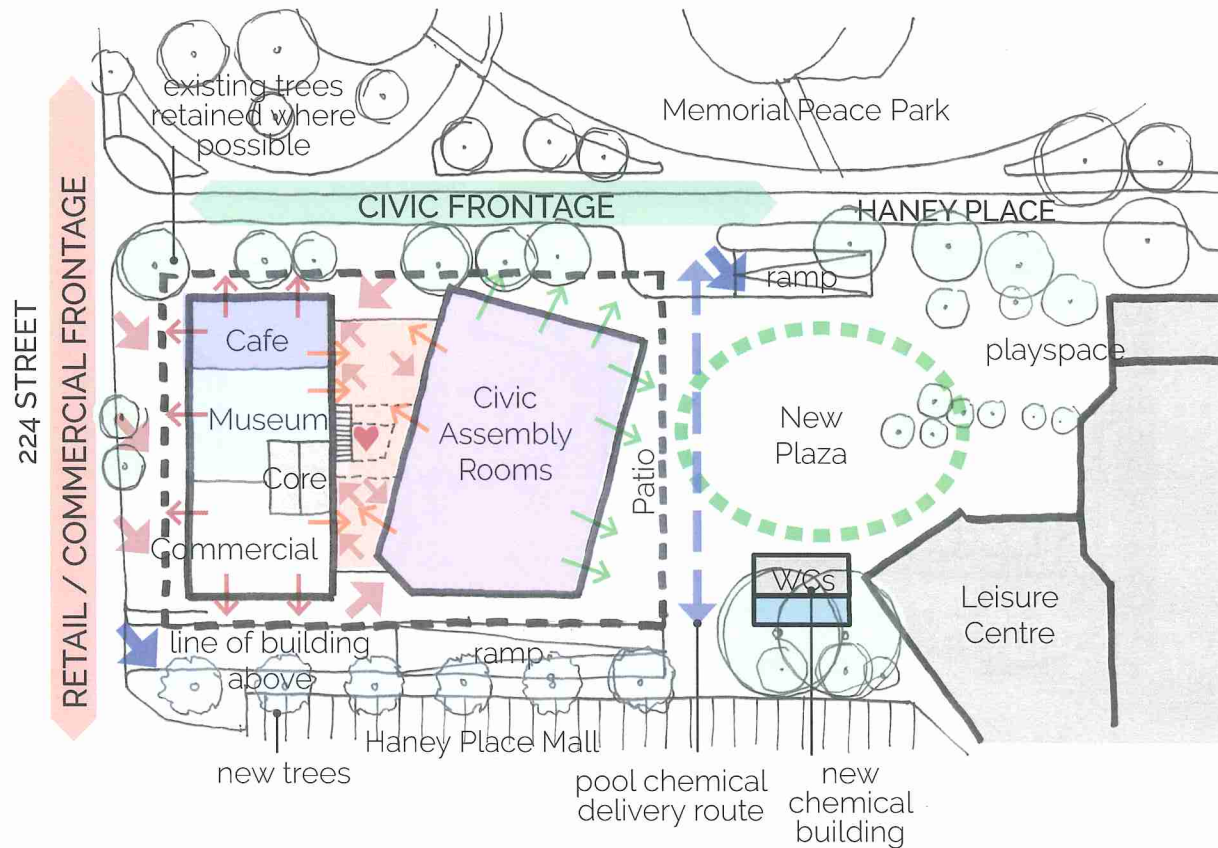 existing trees
retained where
possible
Memorial Peace Park
CIVIC FRONTAGE
HANEY PLACE
224 STREET
RETAIL / COMMERCIAL FRONTAGE
ramp
Cafe
playspace
Museum
Civic
Assembly
Rooms
New
Plaza
Core
Patio
Commercial
WCs
Leisure
Centre
line of building
above
ramp
Haney Place Mall
new trees
pool chemical
delivery route
new
chemical
building